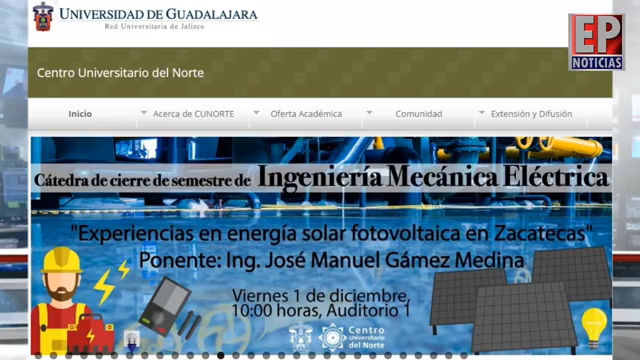 UNIVERSIDAD DE GUADALAJARA
Red Universitaria de Jalisco
EP
NOTICIAS
Centro Universitario del Norte
Inicio
Acerca de CUNORTE
Oferta Académica
Comunidad
Extensión y Difusión
Cátedra de cierre de semestre de Ingeniería Mecánica Eléctrica
"Experiencias en energía solar fotovoltaica en Zacatecas"
Ponente: Ing. José Manuel Gámez Medina
Viernes 1 de diciembre,
10:00 horas, Auditorio 1
Centro
Universitario
del Norte